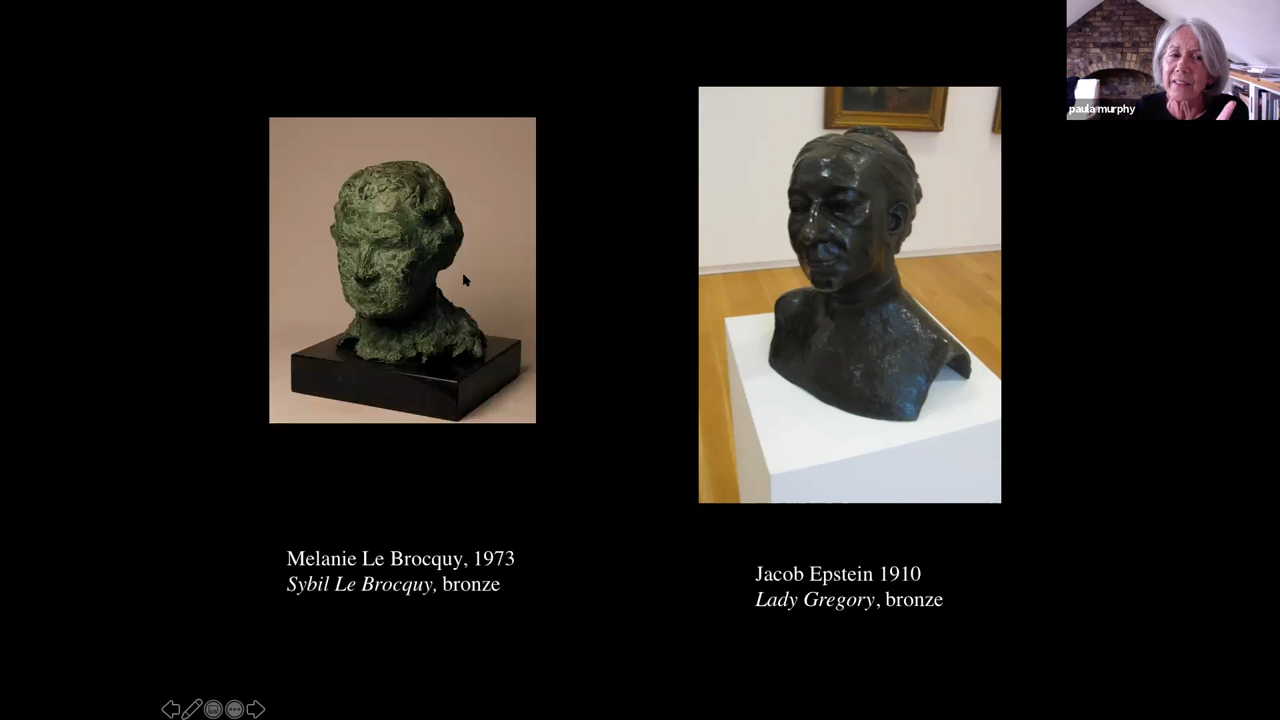 paula murphy
Melanie Le Brocquy, 1973
Sybil Le Brocquy, bronze
Jacob Epstein 1910
Lady Gregory, bronze